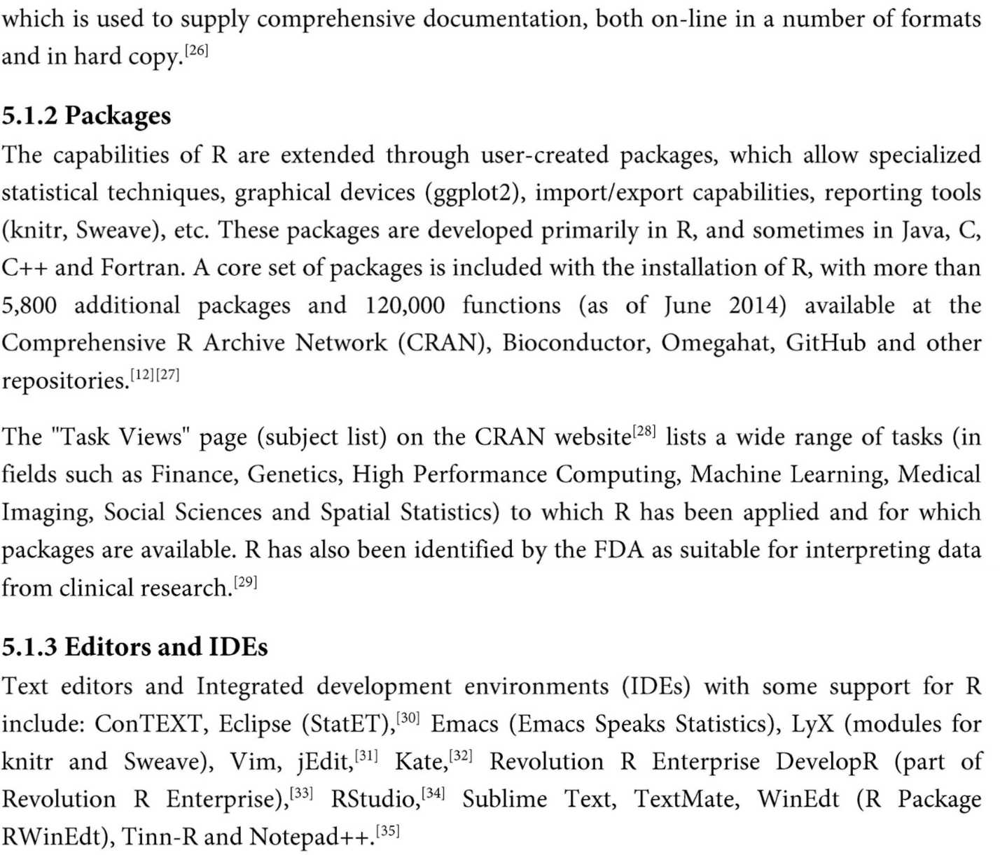 which is used to supply comprehensive documentation, both on-line in a number of formats
and in hard copy.[26]
5.1.2 Packages
The capabilities of R are extended through user-created packages, which allow specialized
statistical techniques, graphical devices (ggplot2), import/export capabilities, reporting tools
(knitr, Sweave), etc. These packages are developed primarily in R, and sometimes in Java, C,
C++ and Fortran. A core set of packages is included with the installation of R, with more than
5,800 additional packages and 120,000 functions (as of June 2014) available at the
Comprehensive R Archive Network (CRAN), Bioconductor, Omegahat, GitHub and other
repositories.[12][27]
The "Task Views" page (subject list) on the CRAN website[28] lists a wide range of tasks (in
fields such as Finance, Genetics, High Performance Computing, Machine Learning, Medical
Imaging, Social Sciences and Spatial Statistics) to which R has been applied and for which
packages are available. R has also been identified by the FDA as suitable for interpreting data
from clinical research.[29]
5.1.3 Editors and IDEs
Text editors and Integrated development environments (IDEs) with some support for R
include: ConTEXT, Eclipse (StatET),[30] Emacs (Emacs Speaks Statistics), LyX (modules for
knitr and Sweave), Vim, jEdit,[31] Kate,[32] Revolution R Enterprise DevelopR (part of
Revolution R Enterprise),[33] RStudio,[34] Sublime Text, TextMate, WinEdt (R Package
RWinEdt), Tinn-R and Notepad++.[35]